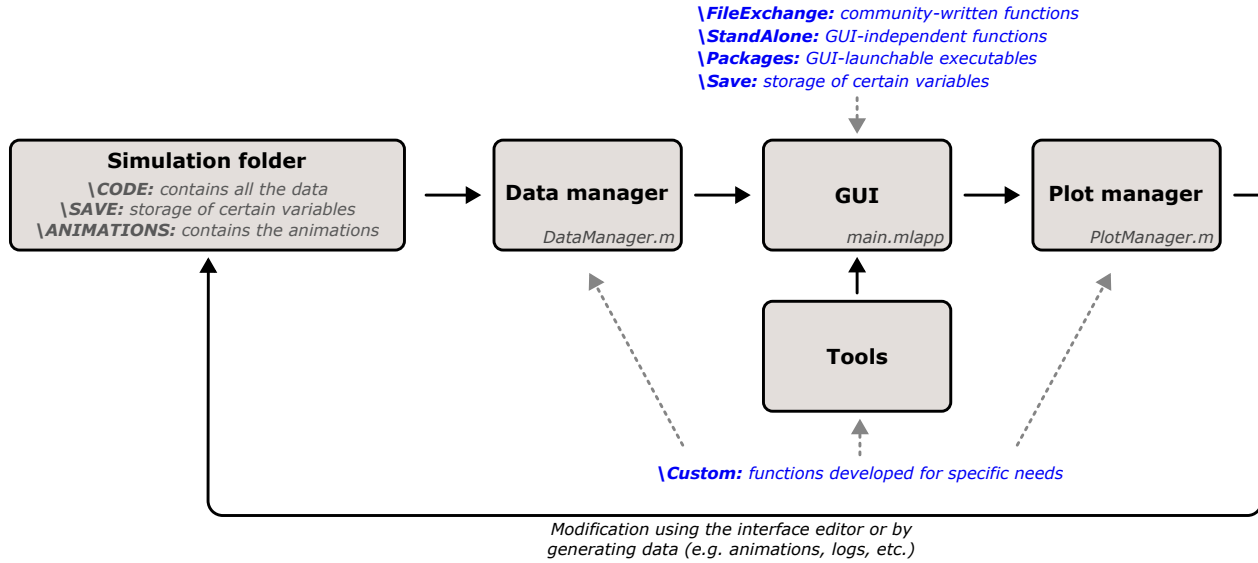 \FileExchange: community-written functions
\StandAlone: GUI-independent functions
\Packages: GUI-launchable executables
\Save: storage of certain variables
Simulation folder
\CODE: contains all the data
\SAVE: storage of certain variables
\ANIMATIONS: contains the animations
Data manager
DataManager.m
GUI
main.mlapp
Plot manager
PlotManager.m
Tools
\Custom: functions developed for specific needs
Modification using the interface editor or by
generating data (e.g. animations, logs, etc.)